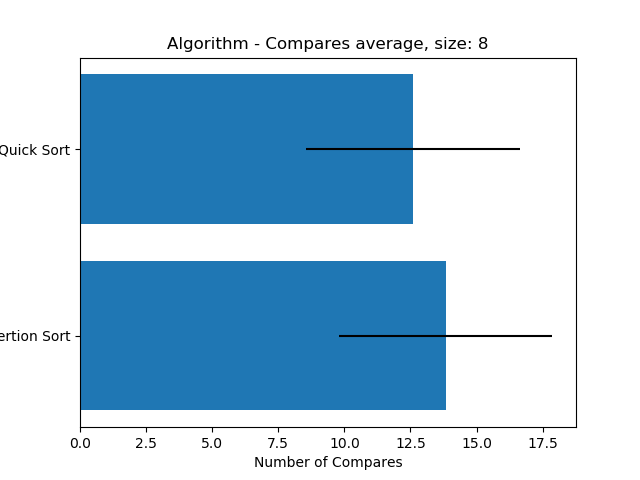 Algorithm - Compares average, size: 8
Quick Sort
ertion Sort
0.0 2.5 5.0 7.5 10.0 12.5 15.0 17.5
Number of Compares